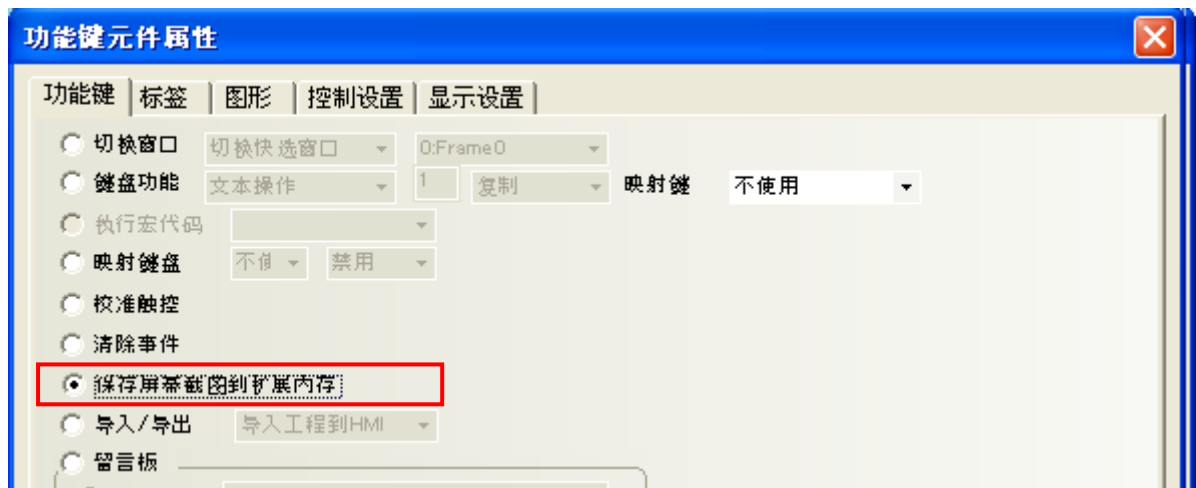 功能键元件属性
功能键 标签 图形 控制设置 显示设置
切换窗口 切换快选窗口 0:Frame0
键盘功能 文本操作 1 复制 映射键 不使用
执行宏代码
映射键盘 不使 禁用
校准触控
清除事件
保存屏幕截图到扩展内存
导入/导出 导入工程到HMI
留言板